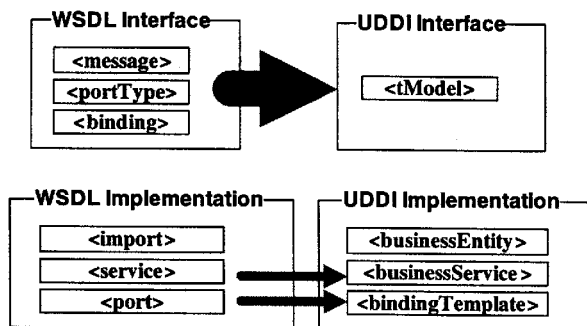 WSDL Interface
<message>
<portType>
<binding>
UDDI Interface
<tModel>
WSDL Implementation
<import>
<service>
<port>
UDDI Implementation
<businessEntity>
<businessService>
<bindingTemplate>